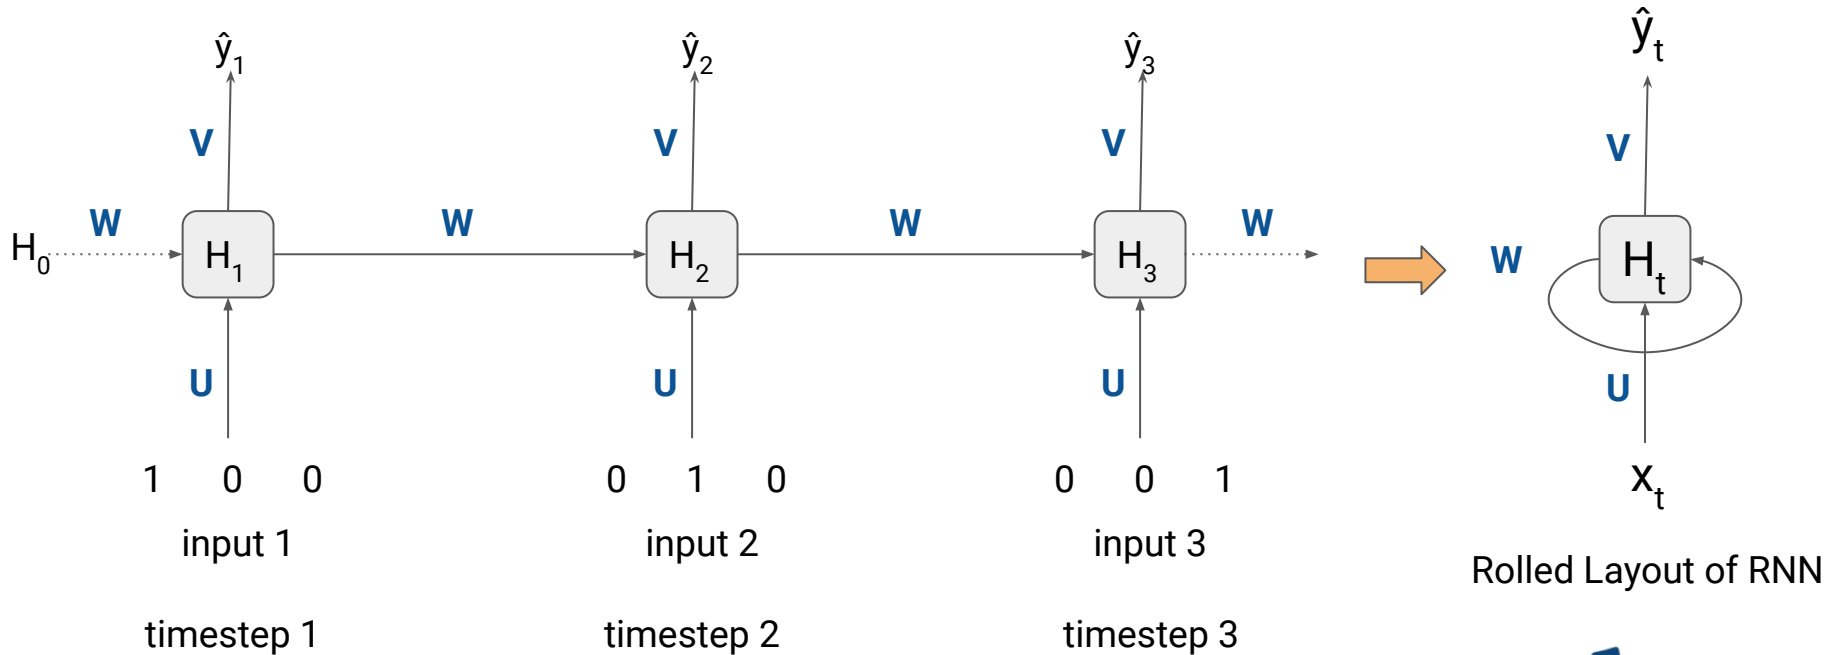 ŷ₁ ŷ₂ ŷ₃ ŷₜ
V V V V
W W W W
H₀ H₁ H₂ H₃ W Hₜ
U U U U
1 0 0 0 1 0 0 0 1 xₜ
input 1 input 2 input 3
Rolled Layout of RNN
timestep 1 timestep 2 timestep 3